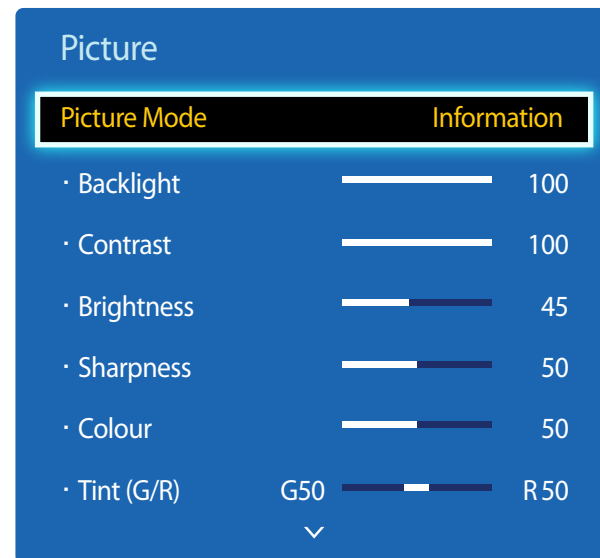 Picture
Picture Mode Information
· Backlight 100
· Contrast 100
· Brightness 45
· Sharpness 50
· Colour 50
· Tint (G/R) G50 R50